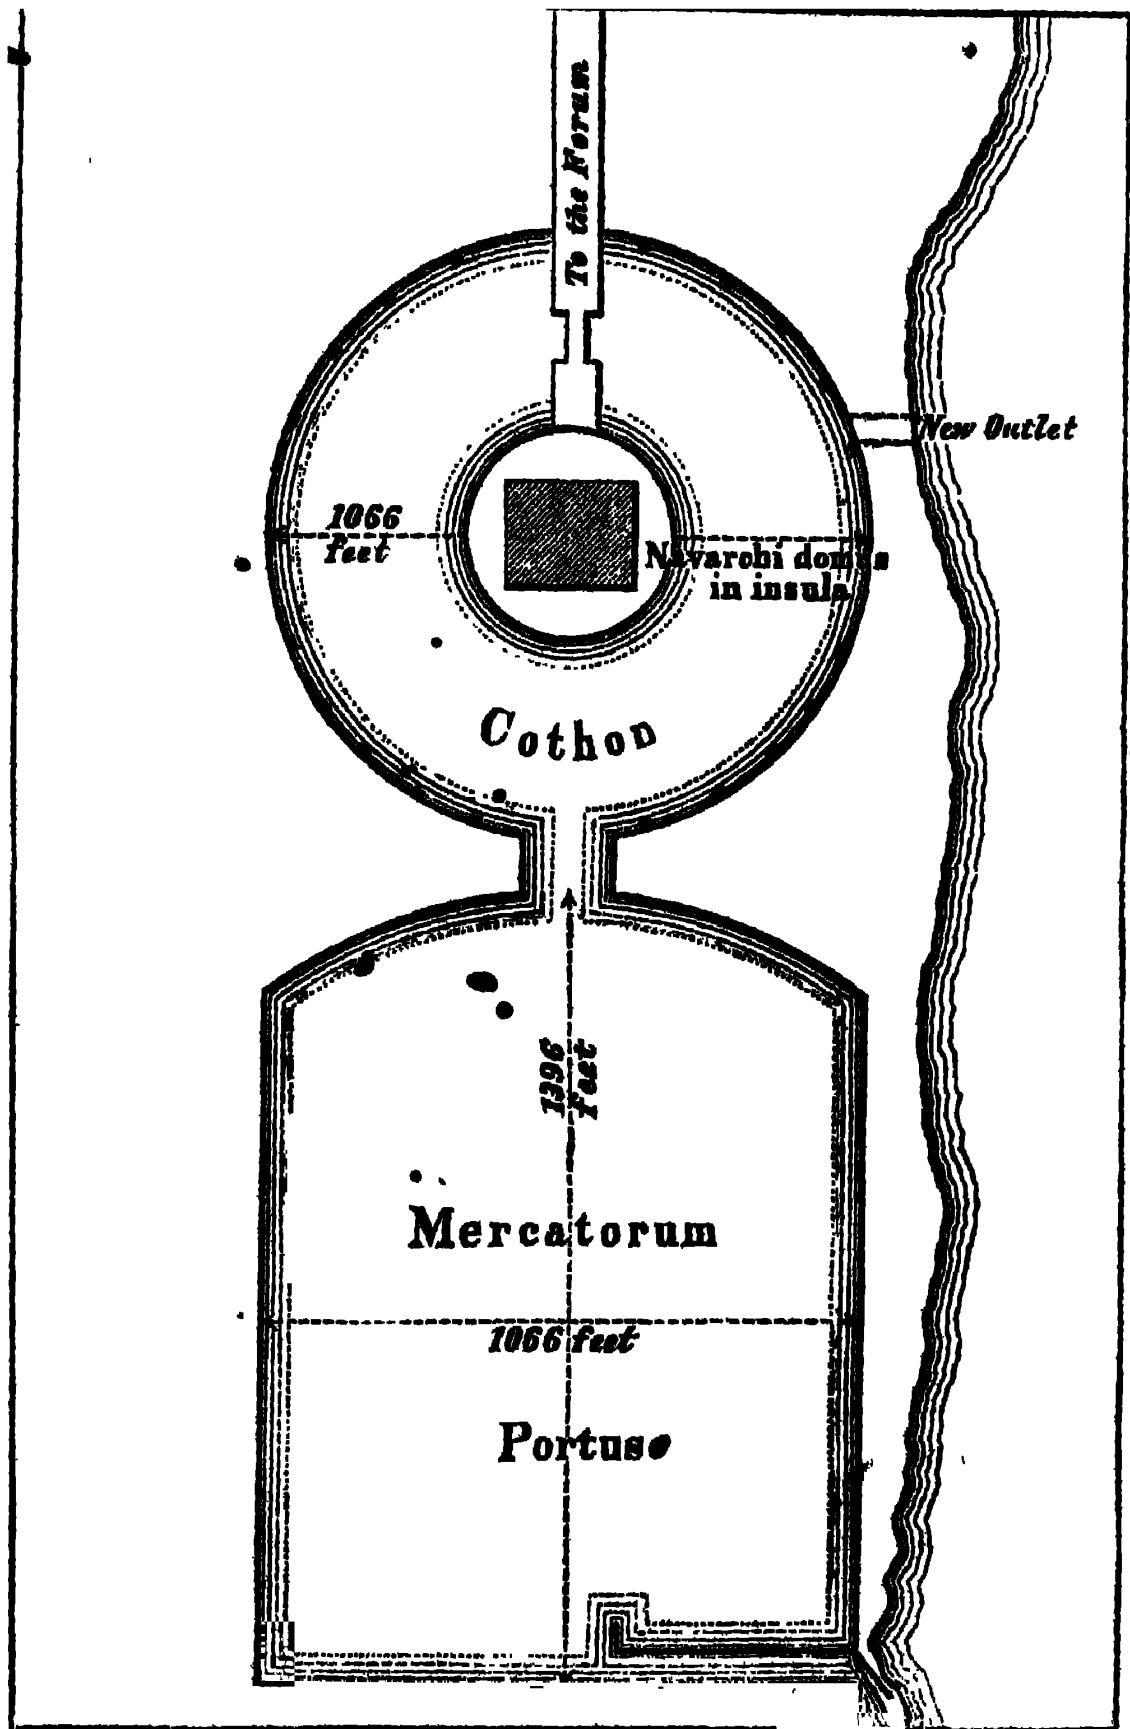 To the Forum
New Outlet
1066
feet
Navarchi domus
in insula
Cothon
1396
feet
Mercatorum
1066 feet
Portus